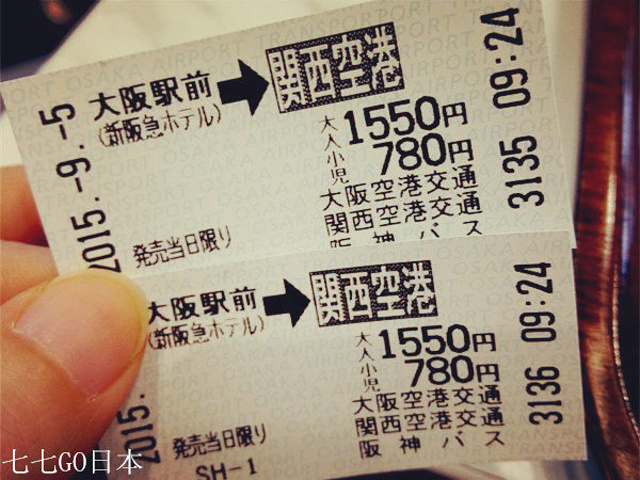 2015.-9.-5
大阪駅前 → 関西空港
(新阪急ホテル)
大人 1550円
小児 780円
大阪空港交通
関西空港交通
阪神バス
発売当日限り
3135 09:24
2015.
大阪駅前 → 関西空港
(新阪急ホテル)
大人 1550円
小児 780円
大阪空港交通
関西空港交通
阪神バス
発売当日限り
SH-1
3136 09:24
七七GO日本